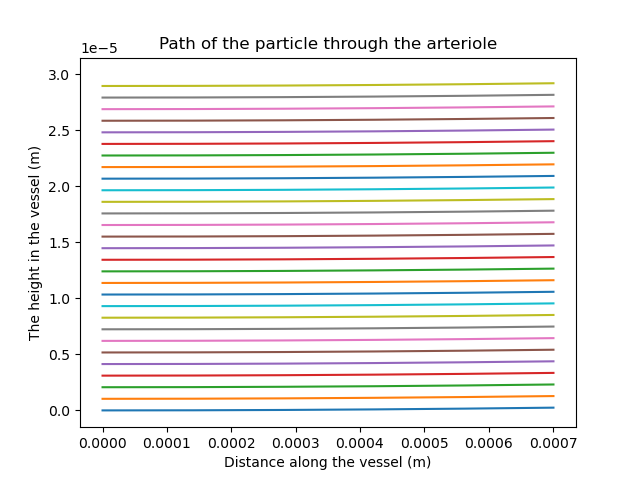 Path of the particle through the arteriole
1e−5
3.0
2.5
2.0
1.5
1.0
0.5
0.0
The height in the vessel (m)
0.0000 0.0001 0.0002 0.0003 0.0004 0.0005 0.0006 0.0007
Distance along the vessel (m)